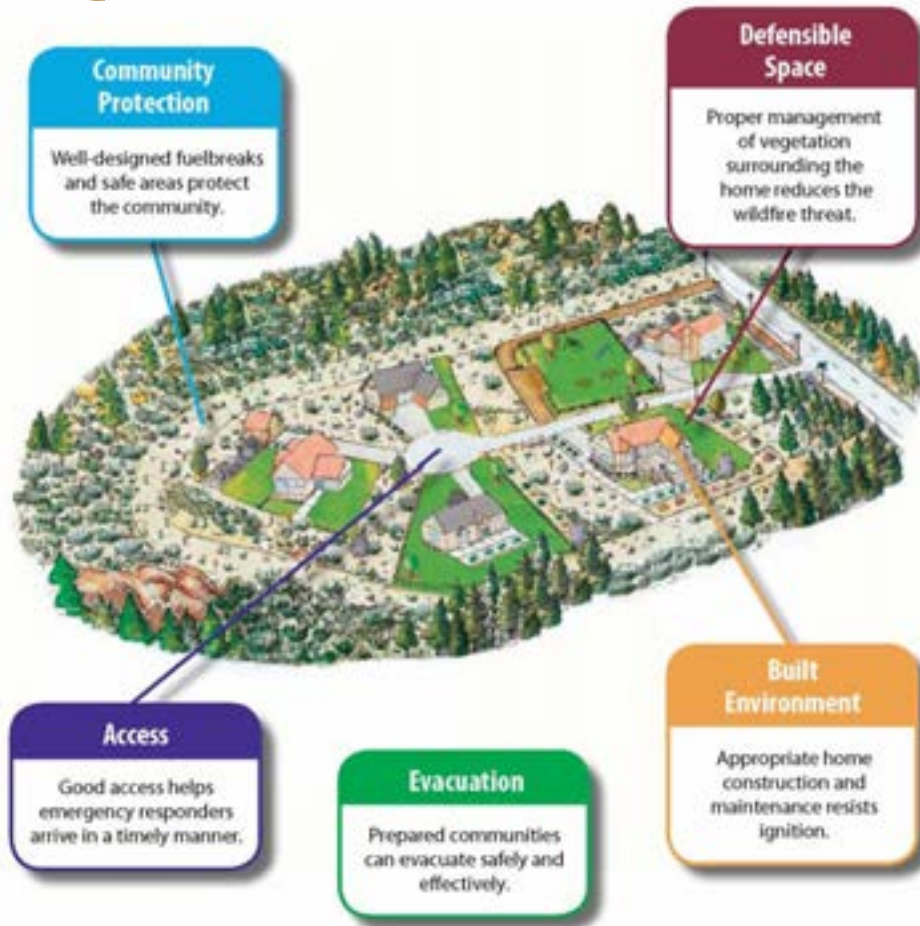 Community
Protection
Well-designed fuelbreaks
and safe areas protect
the community.
Defensible
Space
Proper management
of vegetation
surrounding the
home reduces the
wildfire threat.
Access
Good access helps
emergency responders
arrive in a timely manner.
Evacuation
Prepared communities
can evacuate safely and
effectively.
Built
Environment
Appropriate home
construction and
maintenance resists
ignition.